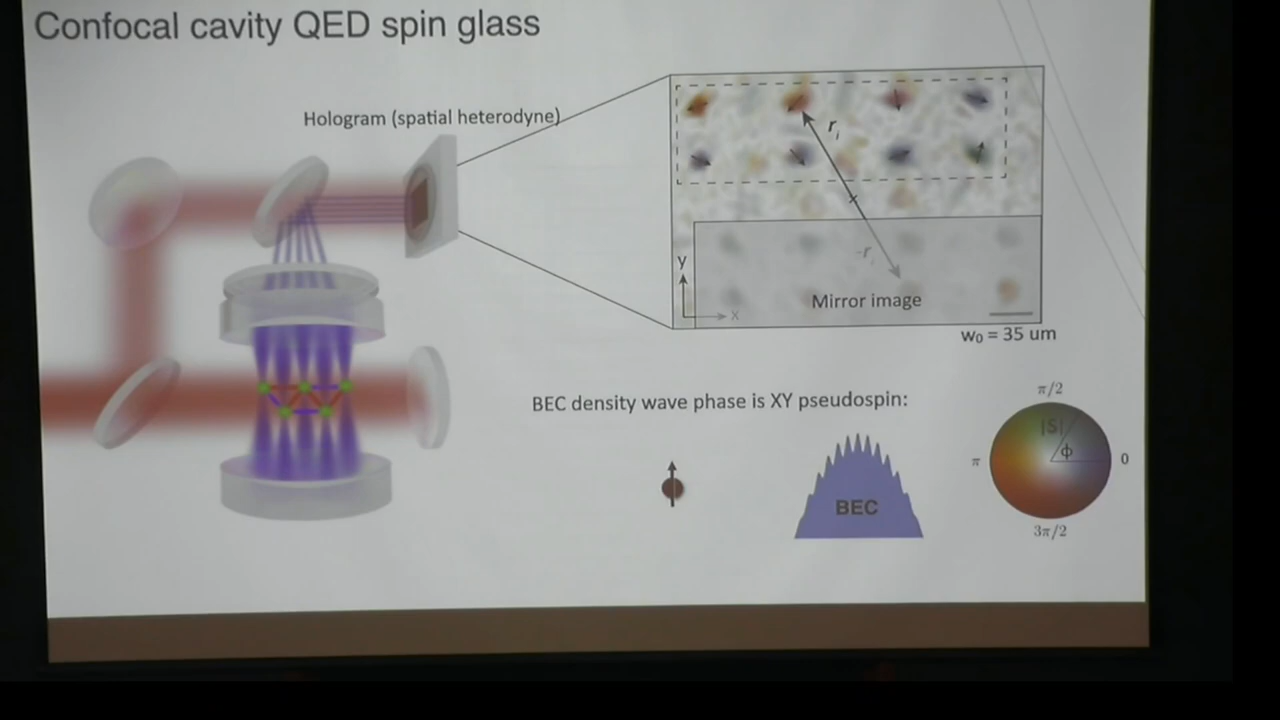 Confocal cavity QED spin glass
Hologram (spatial heterodyne)
r_i
-r_i
y
x
Mirror image
w₀ = 35 um
BEC density wave phase is XY pseudospin:
BEC
π/2
|S|
ϕ
π
0
3π/2